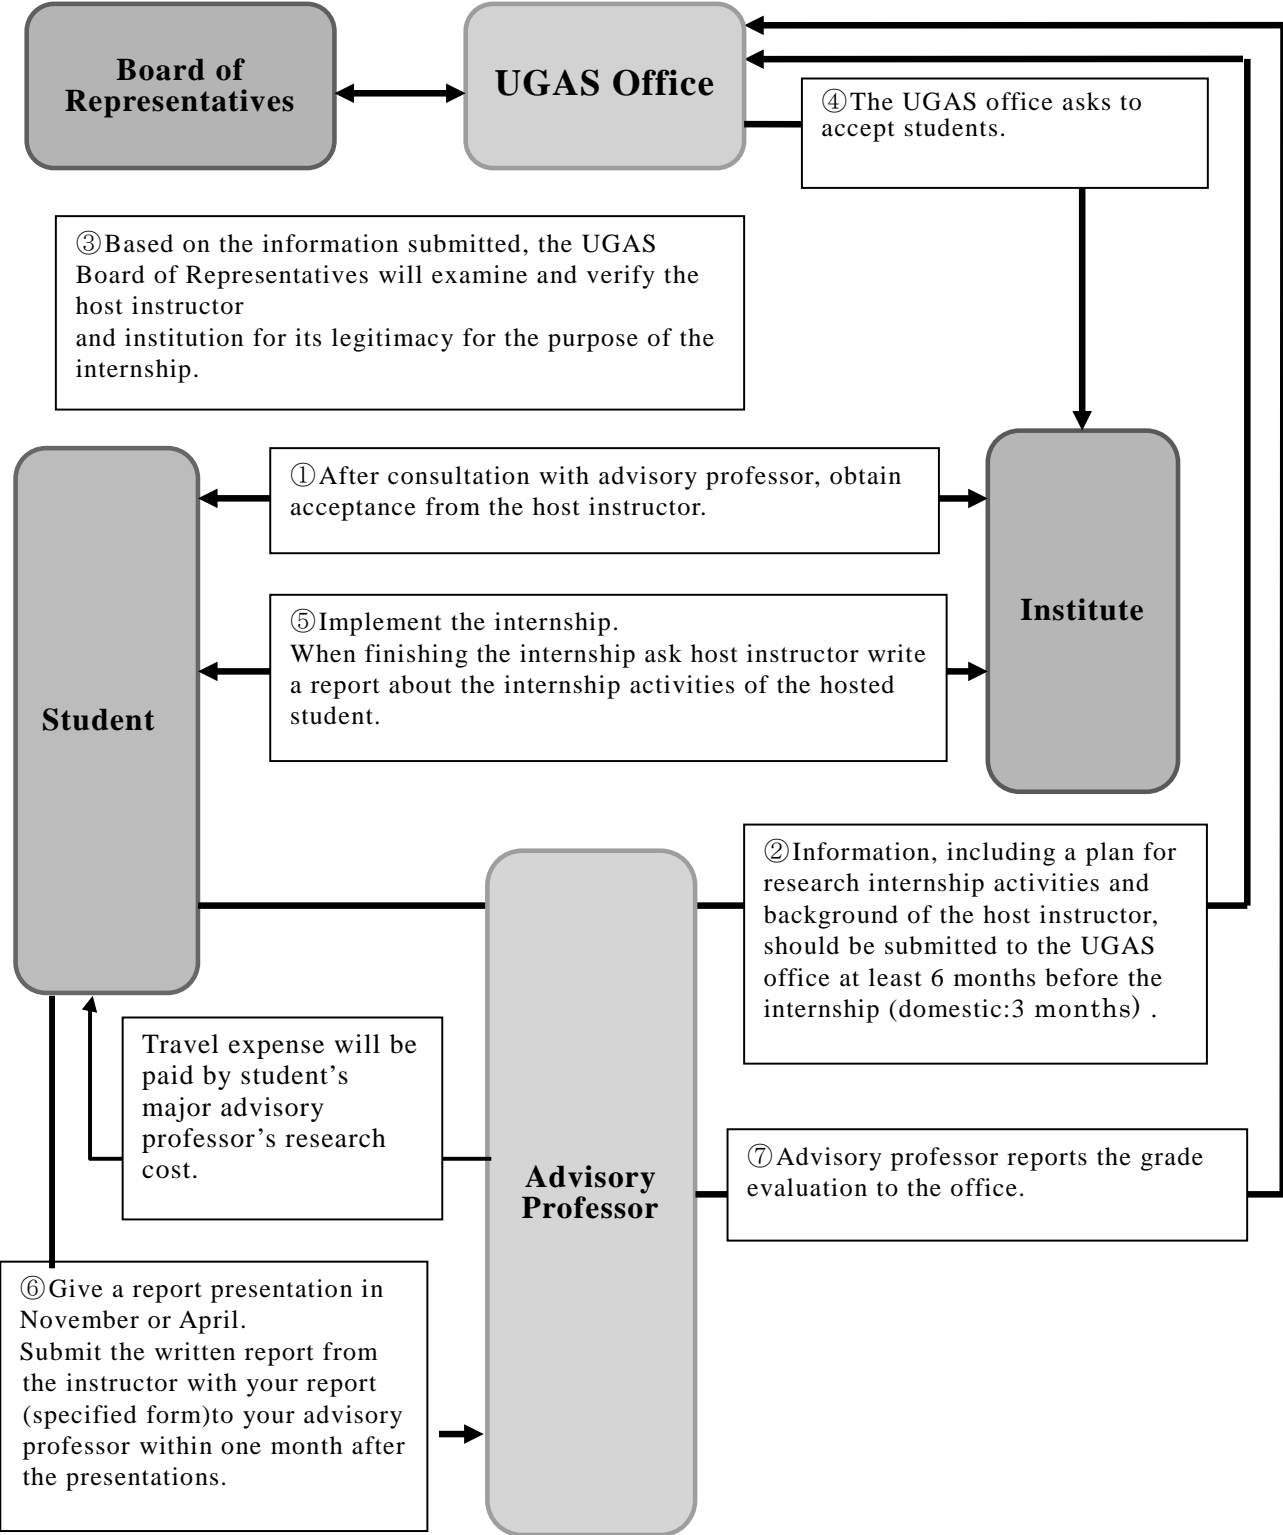 Board of
Representatives
UGAS Office
④The UGAS office asks to
accept students.
③Based on the information submitted, the UGAS
Board of Representatives will examine and verify the
host instructor
and institution for its legitimacy for the purpose of the
internship.
①After consultation with advisory professor, obtain
acceptance from the host instructor.
Institute
⑤Implement the internship.
When finishing the internship ask host instructor write
a report about the internship activities of the hosted
student.
Student
②Information, including a plan for
research internship activities and
background of the host instructor,
should be submitted to the UGAS
office at least 6 months before the
internship (domestic:3 months) .
Travel expense will be
paid by student’s
major advisory
professor’s research
cost.
Advisory
Professor
⑦Advisory professor reports the grade
evaluation to the office.
⑥Give a report presentation in
November or April.
Submit the written report from
the instructor with your report
(specified form)to your advisory
professor within one month after
the presentations.